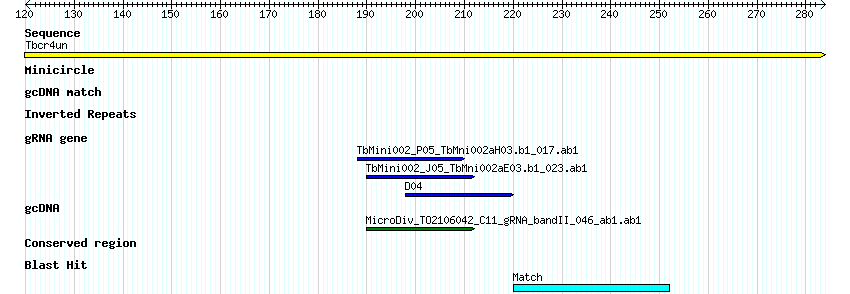 120 130 140 150 160 170 180 190 200 210 220 230 240 250 260 270 280
Sequence
Tbcr4un
Minicircle
gcDNA match
Inverted Repeats
gRNA gene
TbMini002_P05_TbMni002aH03.b1_017.ab1
TbMini002_J05_TbMni002aE03.b1_023.ab1
D04
gcDNA
MicroDiv_T02106042_C11_gRNA_bandII_046_ab1.ab1
Conserved region
Blast Hit
Match